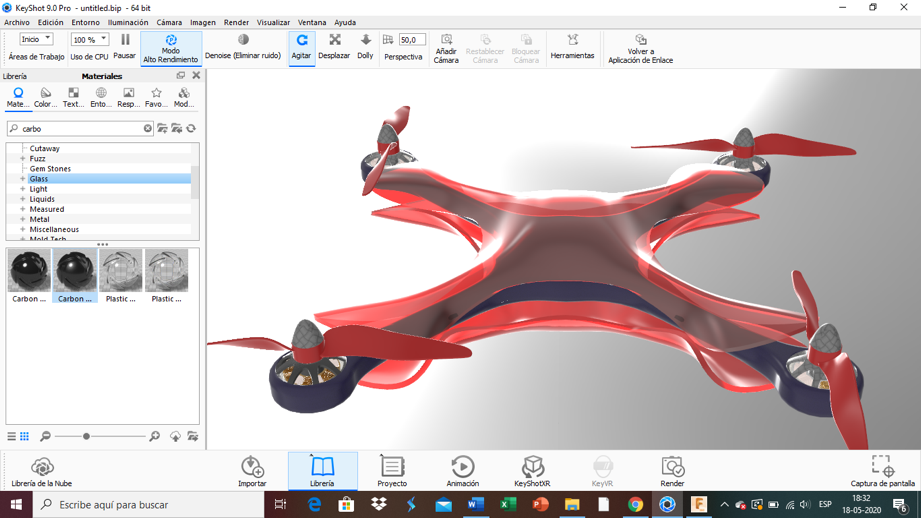 KeyShot 9.0 Pro - untitled.bip - 64 bit
Archivo Edición Entorno Iluminación Cámara Imagen Render Visualizar Ventana Ayuda
Inicio 100 % 50,0
Áreas de Trabajo Uso de CPU Pausar Modo Alto Rendimiento Denoise (Eliminar ruido) Agitar Desplazar Dolly Perspectiva Añadir Cámara Restablecer Cámara Bloquear Cámara Herramientas Volver a Aplicación de Enlace
Librería Materiales
Mate... Color... Text... Ento... Resp... Favo... Mod...
carbo
Cutaway
Fuzz
Gem Stones
Glass
Light
Liquids
Measured
Metal
Miscellaneous
Mold-Tech
Carbon ... Carbon ... Plastic ... Plastic ...
Librería de la Nube Importar Librería Proyecto Animación KeyShotXR KeyVR Render Captura de pantalla
Escribe aquí para buscar
ESP
18:32
18-05-2020
6